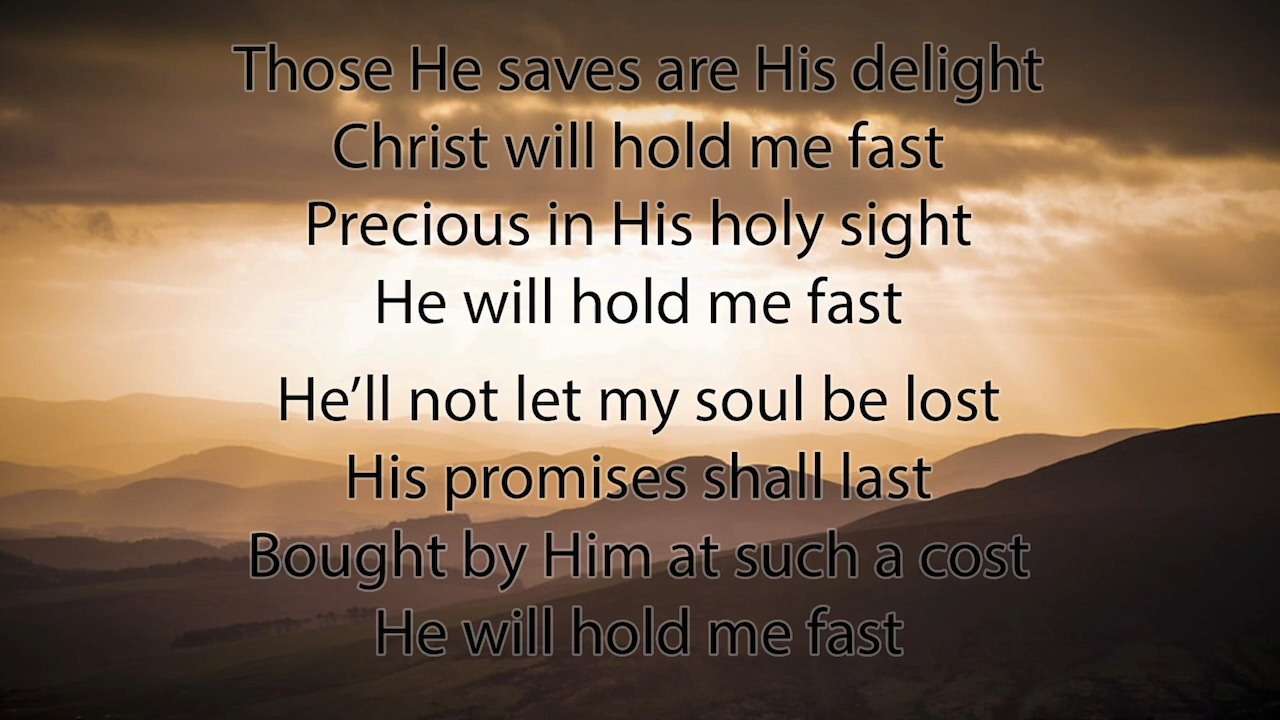 Those He saves are His delight
Christ will hold me fast
Precious in His holy sight
He will hold me fast
He’ll not let my soul be lost
His promises shall last
Bought by Him at such a cost
He will hold me fast